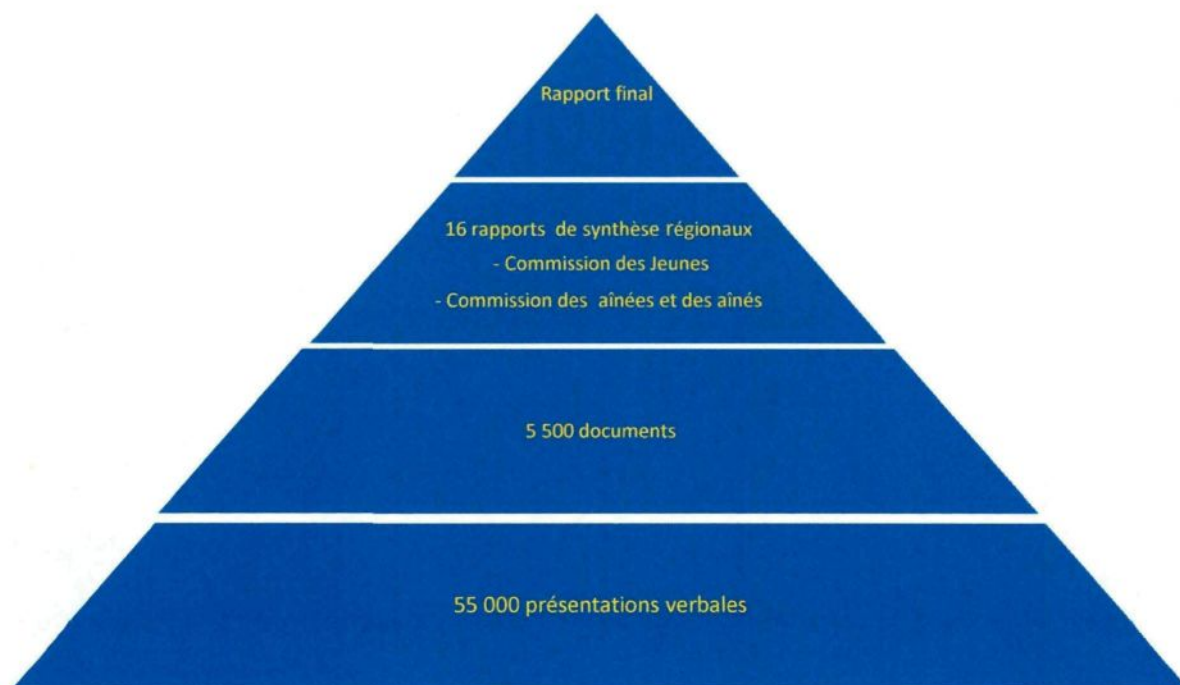 Rapport final
16 rapports de synthèse régionaux
- Commission des Jeunes
- Commission des aînées et des aînés
5 500 documents
55 000 présentations verbales